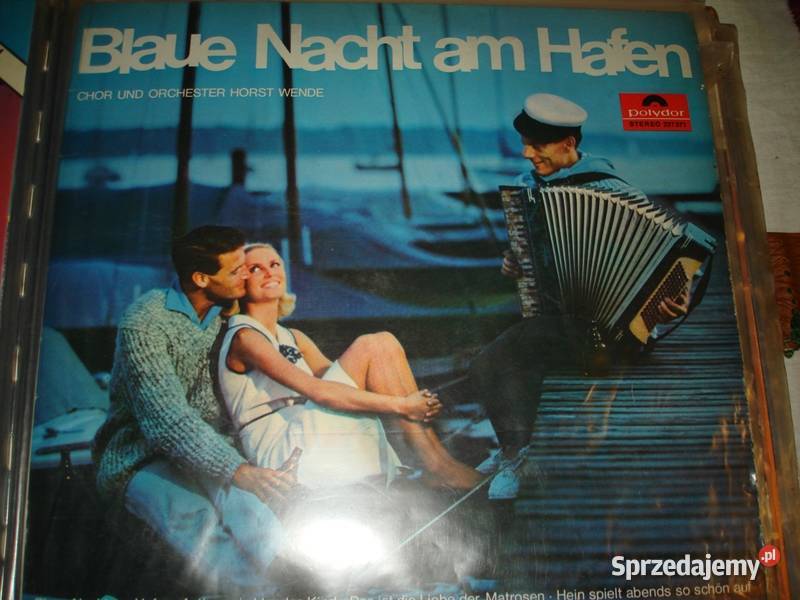 Blaue Nacht am Hafen
CHOR UND ORCHESTER HORST WENDE
polydor
STEREO 237371
Das ist die Liebe der Matrosen · Hein spielt abends so schön auf
Sprzedajemy.pl